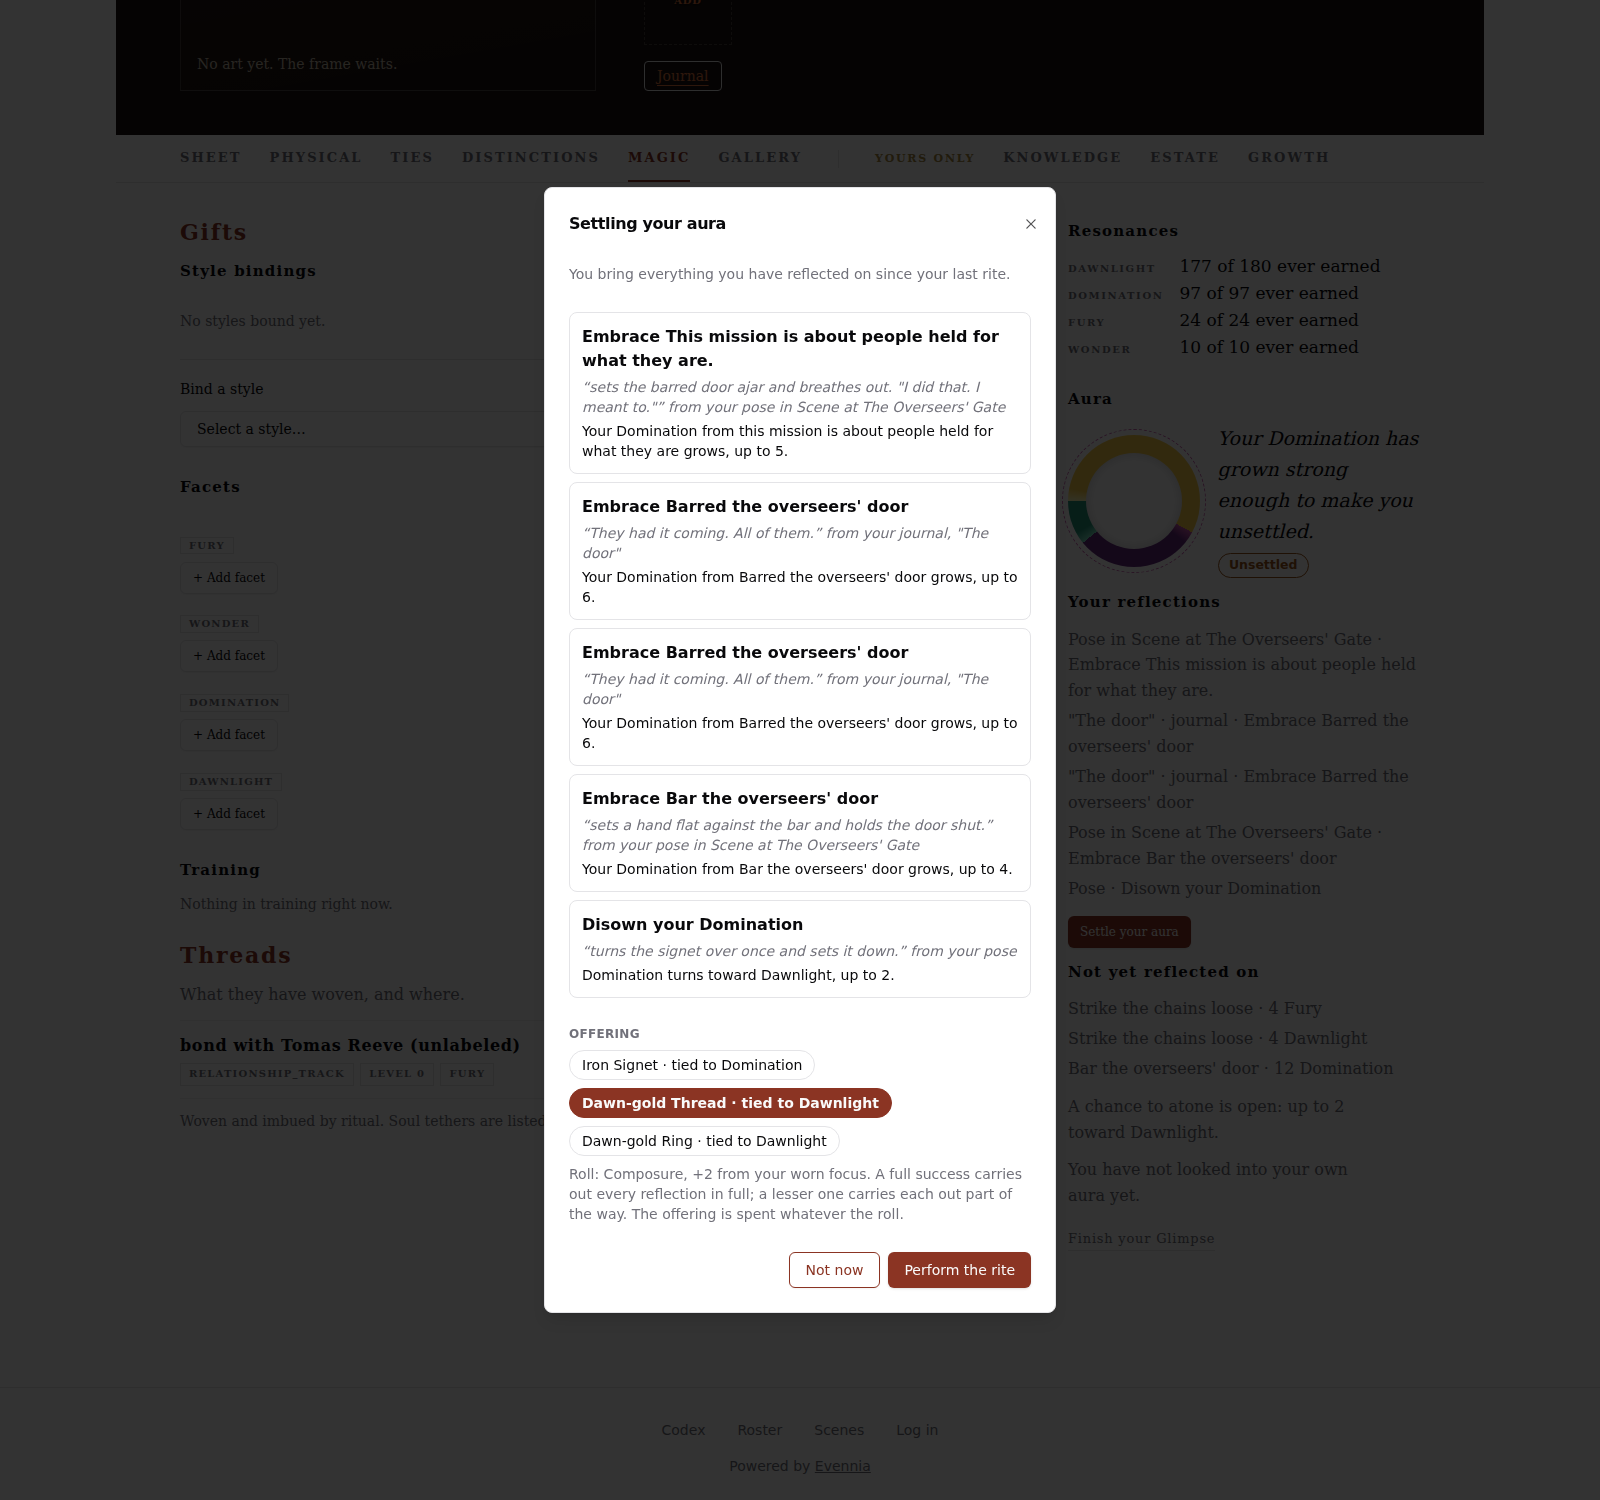 ADD
No art yet. The frame waits.
Journal
SHEET PHYSICAL TIES DISTINCTIONS MAGIC GALLERY YOURS ONLY KNOWLEDGE ESTATE GROWTH
Gifts
Style bindings
No styles bound yet.
Bind a style
Select a style...
Facets
FURY
+ Add facet
WONDER
+ Add facet
DOMINATION
+ Add facet
DAWNLIGHT
+ Add facet
Training
Nothing in training right now.
Threads
What they have woven, and where.
bond with Tomas Reeve (unlabeled)
RELATIONSHIP_TRACK LEVEL 0 FURY
Woven and imbued by ritual. Soul tethers are listed
Settling your aura
You bring everything you have reflected on since your last rite.
Embrace This mission is about people held for
what they are.
“sets the barred door ajar and breathes out. "I did that. I
meant to."” from your pose in Scene at The Overseers' Gate
Your Domination from this mission is about people held for
what they are grows, up to 5.
Embrace Barred the overseers' door
“They had it coming. All of them.” from your journal, "The
door"
Your Domination from Barred the overseers' door grows, up to
6.
Embrace Barred the overseers' door
“They had it coming. All of them.” from your journal, "The
door"
Your Domination from Barred the overseers' door grows, up to
6.
Embrace Bar the overseers' door
“sets a hand flat against the bar and holds the door shut.”
from your pose in Scene at The Overseers' Gate
Your Domination from Bar the overseers' door grows, up to 4.
Disown your Domination
“turns the signet over once and sets it down.” from your pose
Domination turns toward Dawnlight, up to 2.
OFFERING
Iron Signet · tied to Domination
Dawn-gold Thread · tied to Dawnlight
Dawn-gold Ring · tied to Dawnlight
Roll: Composure, +2 from your worn focus. A full success carries
out every reflection in full; a lesser one carries each out part of
the way. The offering is spent whatever the roll.
Not now
Perform the rite
Resonances
DAWNLIGHT 177 of 180 ever earned
DOMINATION 97 of 97 ever earned
FURY 24 of 24 ever earned
WONDER 10 of 10 ever earned
Aura
Your Domination has
grown strong
enough to make you
unsettled.
Unsettled
Your reflections
Pose in Scene at The Overseers' Gate ·
Embrace This mission is about people held
for what they are.
"The door" · journal · Embrace Barred the
overseers' door
"The door" · journal · Embrace Barred the
overseers' door
Pose in Scene at The Overseers' Gate ·
Embrace Bar the overseers' door
Pose · Disown your Domination
Settle your aura
Not yet reflected on
Strike the chains loose · 4 Fury
Strike the chains loose · 4 Dawnlight
Bar the overseers' door · 12 Domination
A chance to atone is open: up to 2
toward Dawnlight.
You have not looked into your own
aura yet.
Finish your Glimpse
Codex Roster Scenes Log in
Powered by Evennia